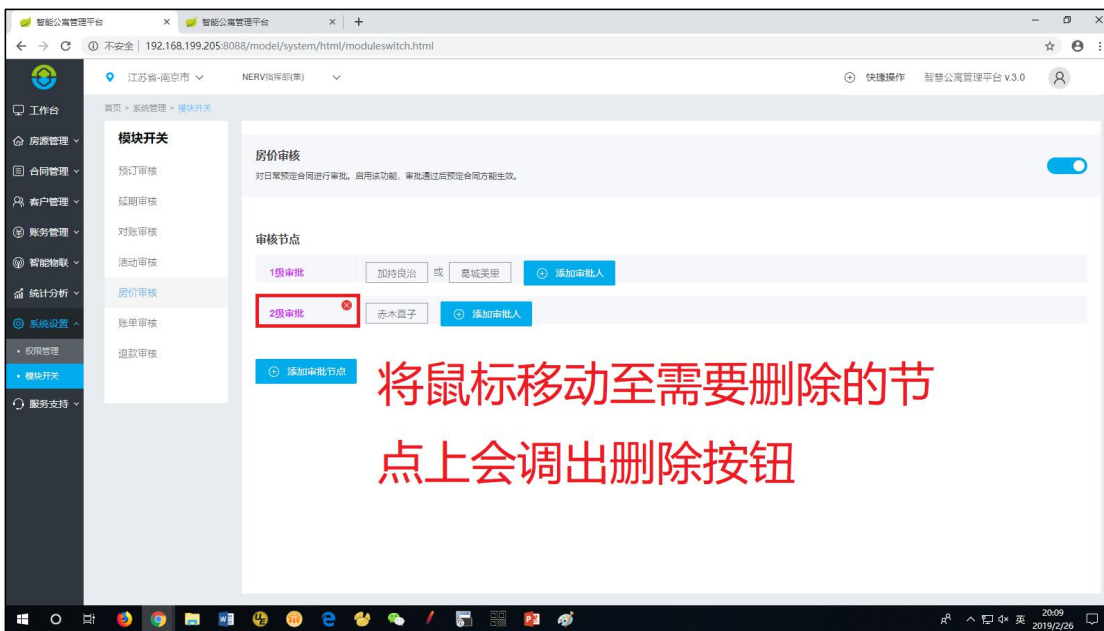 智能公寓管理平台
智能公寓管理平台
不安全 | 192.168.199.205:8088/model/system/html/moduleswitch.html
江苏省-南京市
NERV指挥部(集)
快捷操作
智慧公寓管理平台 v.3.0
工作台
房源管理
合同管理
客户管理
账务管理
智能物联
统计分析
系统设置
• 权限管理
• 模块开关
服务支持
首页 > 系统管理 > 模块开关
模块开关
预订审核
延期审核
对账审核
活动审核
房价审核
账单审核
退款审核
房价审核
对日常预定合同进行审批。启用该功能，审批通过后预定合同方能生效。
审核节点
1级审批 加持良治 或 葛城美里 添加审批人
2级审批 赤木直子 添加审批人
添加审批节点
将鼠标移动至需要删除的节
点上会调出删除按钮
英
20:09
2019/2/26